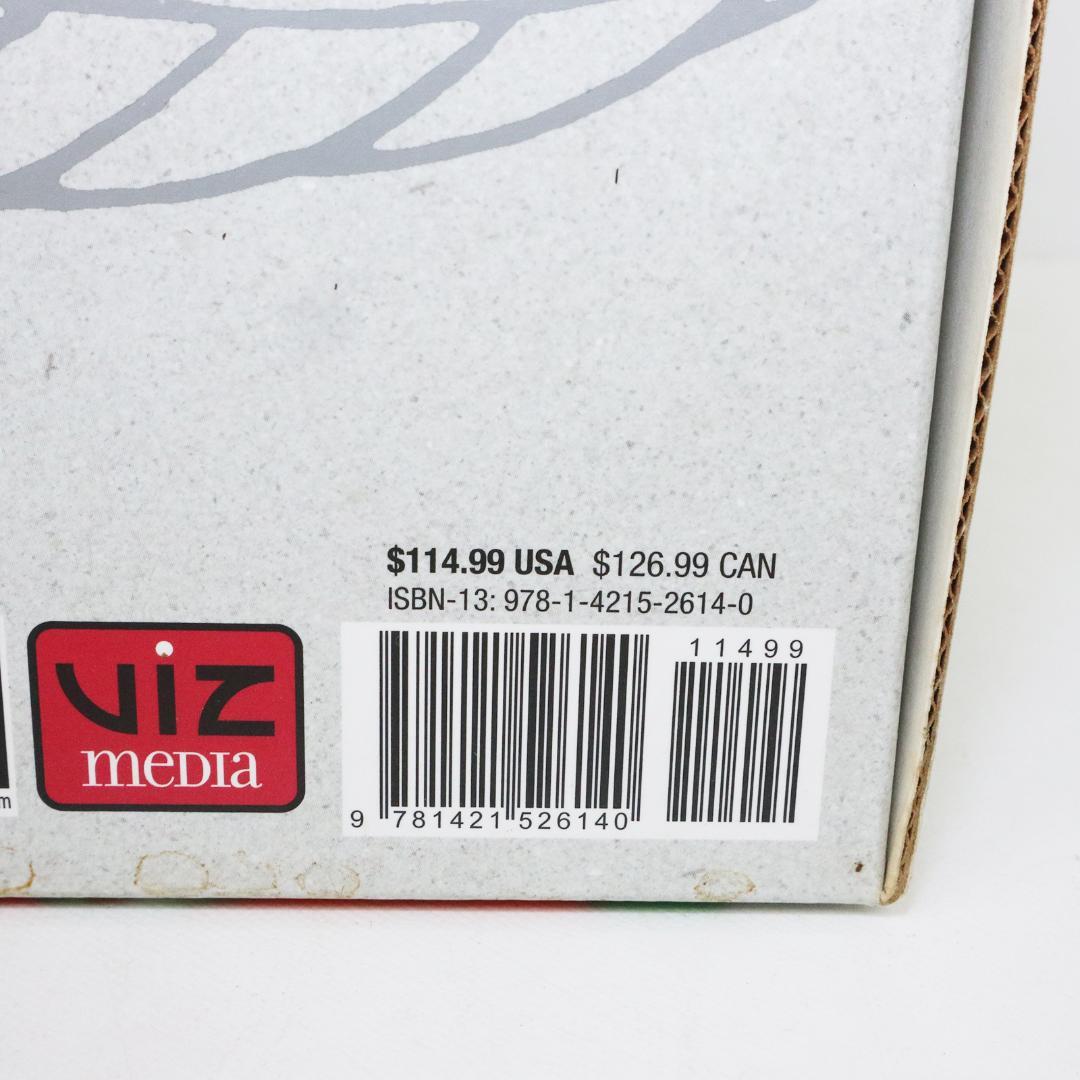 $114.99 USA $126.99 CAN
ISBN-13: 978-1-4215-2614-0
11499
viz
media
9 781421 526140